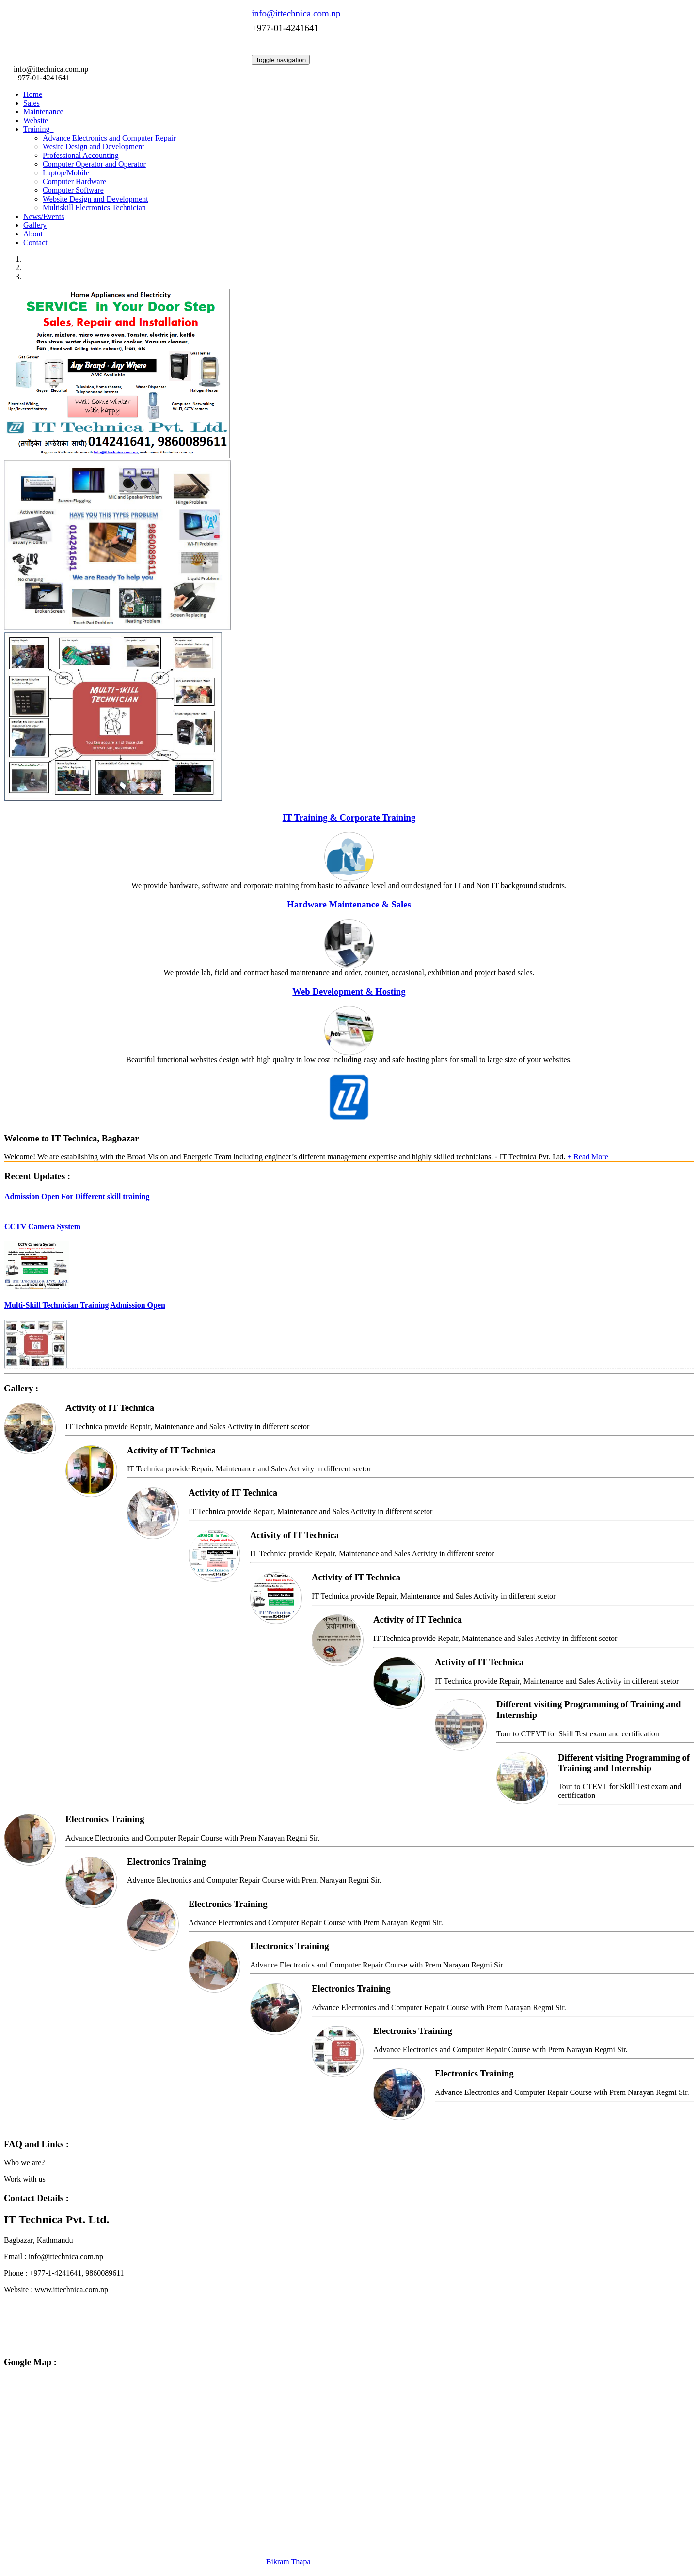 info@ittechnica.com.np
+977-01-4241641
Toggle navigation
info@ittechnica.com.np
+977-01-4241641
Home
Sales
Maintenance
Website
Training
Advance Electronics and Computer Repair
Wesite Design and Development
Professional Accounting
Computer Operator and Operator
Laptop/Mobile
Computer Hardware
Computer Software
Website Design and Development
Multiskill Electronics Technician
News/Events
Gallery
About
Contact
1.
2.
3.
Home Appliances and Electricity
SERVICE in Your Door Step
Sales, Repair and Installation
Juicer, mixture, micro wave oven, Toaster, electric jar, kettle
Gas stove, water dispenser, Rice cooker, Vacuum cleaner,
Fan : (Stand wall, Ceiling, table, exhaust), Iron, etc
Gas Geyser
Gas Heater
Any Brand - Any Where
AMC Available
Geyser Electrical
Television, Home theater,
Telephone and Internet
Water Dispenser
Halogen Heater
Electrical Wiring,
Ups/Inverter/battery
Well Come winter
with happy
Computer, Networking
Wi-Fi, CCTV camera
IT Technica Pvt. Ltd.
014241641, 9860089611
Bagbazar Kathmandu e-mail: info@ittechnica.com.np, web: www.ittechnica.com.np
Screen Flagging
MIC and Speaker Problem
Hinge Problem
Active Windows
Battery Problem
HAVE YOU THIS TYPES PROBLEM
014241641
9860089611
Wi-Fi Problem
No charging
We are Ready To help you
Liquid Problem
Broken Screen
Touch Pad Problem
Heating Problem
Screen Replacing
MULTI-SKILL
TECHNICIAN
You Can acquire all of these skill
014241641, 9860089611
IT Training & Corporate Training
We provide hardware, software and corporate training from basic to advance level and our designed for IT and Non IT background students.
Hardware Maintenance & Sales
We provide lab, field and contract based maintenance and order, counter, occasional, exhibition and project based sales.
Web Development & Hosting
http
Beautiful functional websites design with high quality in low cost including easy and safe hosting plans for small to large size of your websites.
Welcome to IT Technica, Bagbazar
Welcome! We are establishing with the Broad Vision and Energetic Team including engineer’s different management expertise and highly skilled technicians. - IT Technica Pvt. Ltd. + Read More
Recent Updates :
Admission Open For Different skill training
CCTV Camera System
CCTV Camera System
IT Technica Pvt. Ltd.
Multi-Skill Technician Training Admission Open
Gallery :
Activity of IT Technica
IT Technica provide Repair, Maintenance and Sales Activity in different scetor
Activity of IT Technica
IT Technica provide Repair, Maintenance and Sales Activity in different scetor
Activity of IT Technica
IT Technica provide Repair, Maintenance and Sales Activity in different scetor
Activity of IT Technica
IT Technica provide Repair, Maintenance and Sales Activity in different scetor
Activity of IT Technica
IT Technica provide Repair, Maintenance and Sales Activity in different scetor
Activity of IT Technica
IT Technica provide Repair, Maintenance and Sales Activity in different scetor
Activity of IT Technica
IT Technica provide Repair, Maintenance and Sales Activity in different scetor
Different visiting Programming of Training and
Internship
Tour to CTEVT for Skill Test exam and certification
Different visiting Programming of
Training and Internship
Tour to CTEVT for Skill Test exam and
certification
Electronics Training
Advance Electronics and Computer Repair Course with Prem Narayan Regmi Sir.
Electronics Training
Advance Electronics and Computer Repair Course with Prem Narayan Regmi Sir.
Electronics Training
Advance Electronics and Computer Repair Course with Prem Narayan Regmi Sir.
Electronics Training
Advance Electronics and Computer Repair Course with Prem Narayan Regmi Sir.
Electronics Training
Advance Electronics and Computer Repair Course with Prem Narayan Regmi Sir.
Electronics Training
Advance Electronics and Computer Repair Course with Prem Narayan Regmi Sir.
Electronics Training
Advance Electronics and Computer Repair Course with Prem Narayan Regmi Sir.
FAQ and Links :
Who we are?
Work with us
Contact Details :
IT Technica Pvt. Ltd.
Bagbazar, Kathmandu
Email : info@ittechnica.com.np
Phone : +977-1-4241641, 9860089611
Website : www.ittechnica.com.np
Google Map :
Bikram Thapa